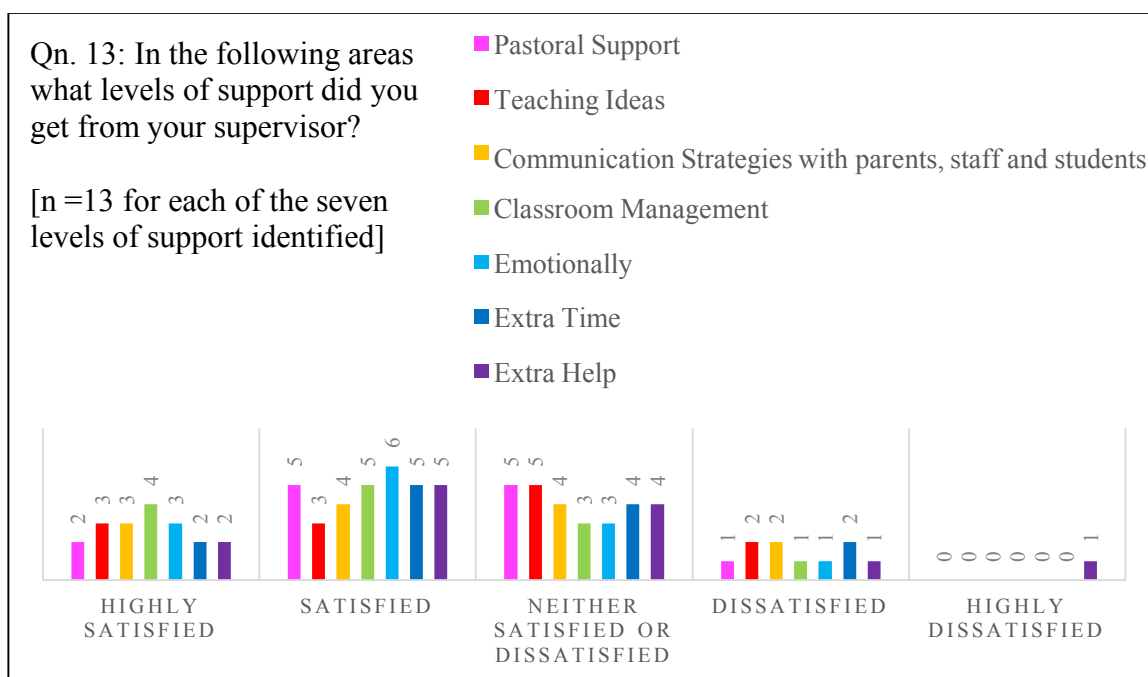 Qn. 13: In the following areas
what levels of support did you
get from your supervisor?
[n =13 for each of the seven
levels of support identified]
Pastoral Support
Teaching Ideas
Communication Strategies with parents, staff and students
Classroom Management
Emotionally
Extra Time
Extra Help
2 3 3 4 3 2 2
5 3 4 5 6 5 5
5 5 4 3 3 4 4
1 2 2 1 1 2 1
0 0 0 0 0 0 1
HIGHLY
SATISFIED
SATISFIED
NEITHER
SATISFIED OR
DISSATISFIED
DISSATISFIED
HIGHLY
DISSATISFIED